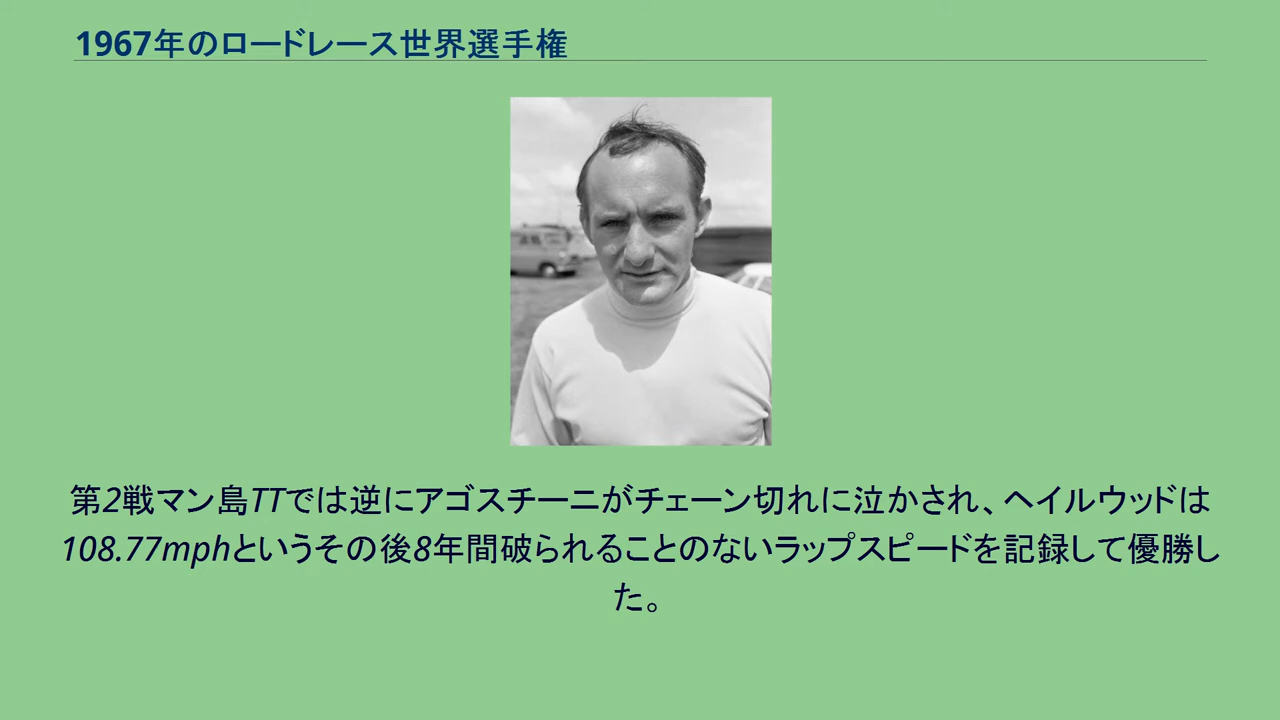 1967年のロードレース世界選手権
第2戦マン島TTでは逆にアゴスチーニがチェーン切れに泣かされ、ヘイルウッドは
108.77mphというその後8年間破られることのないラップスピードを記録して優勝し
た。